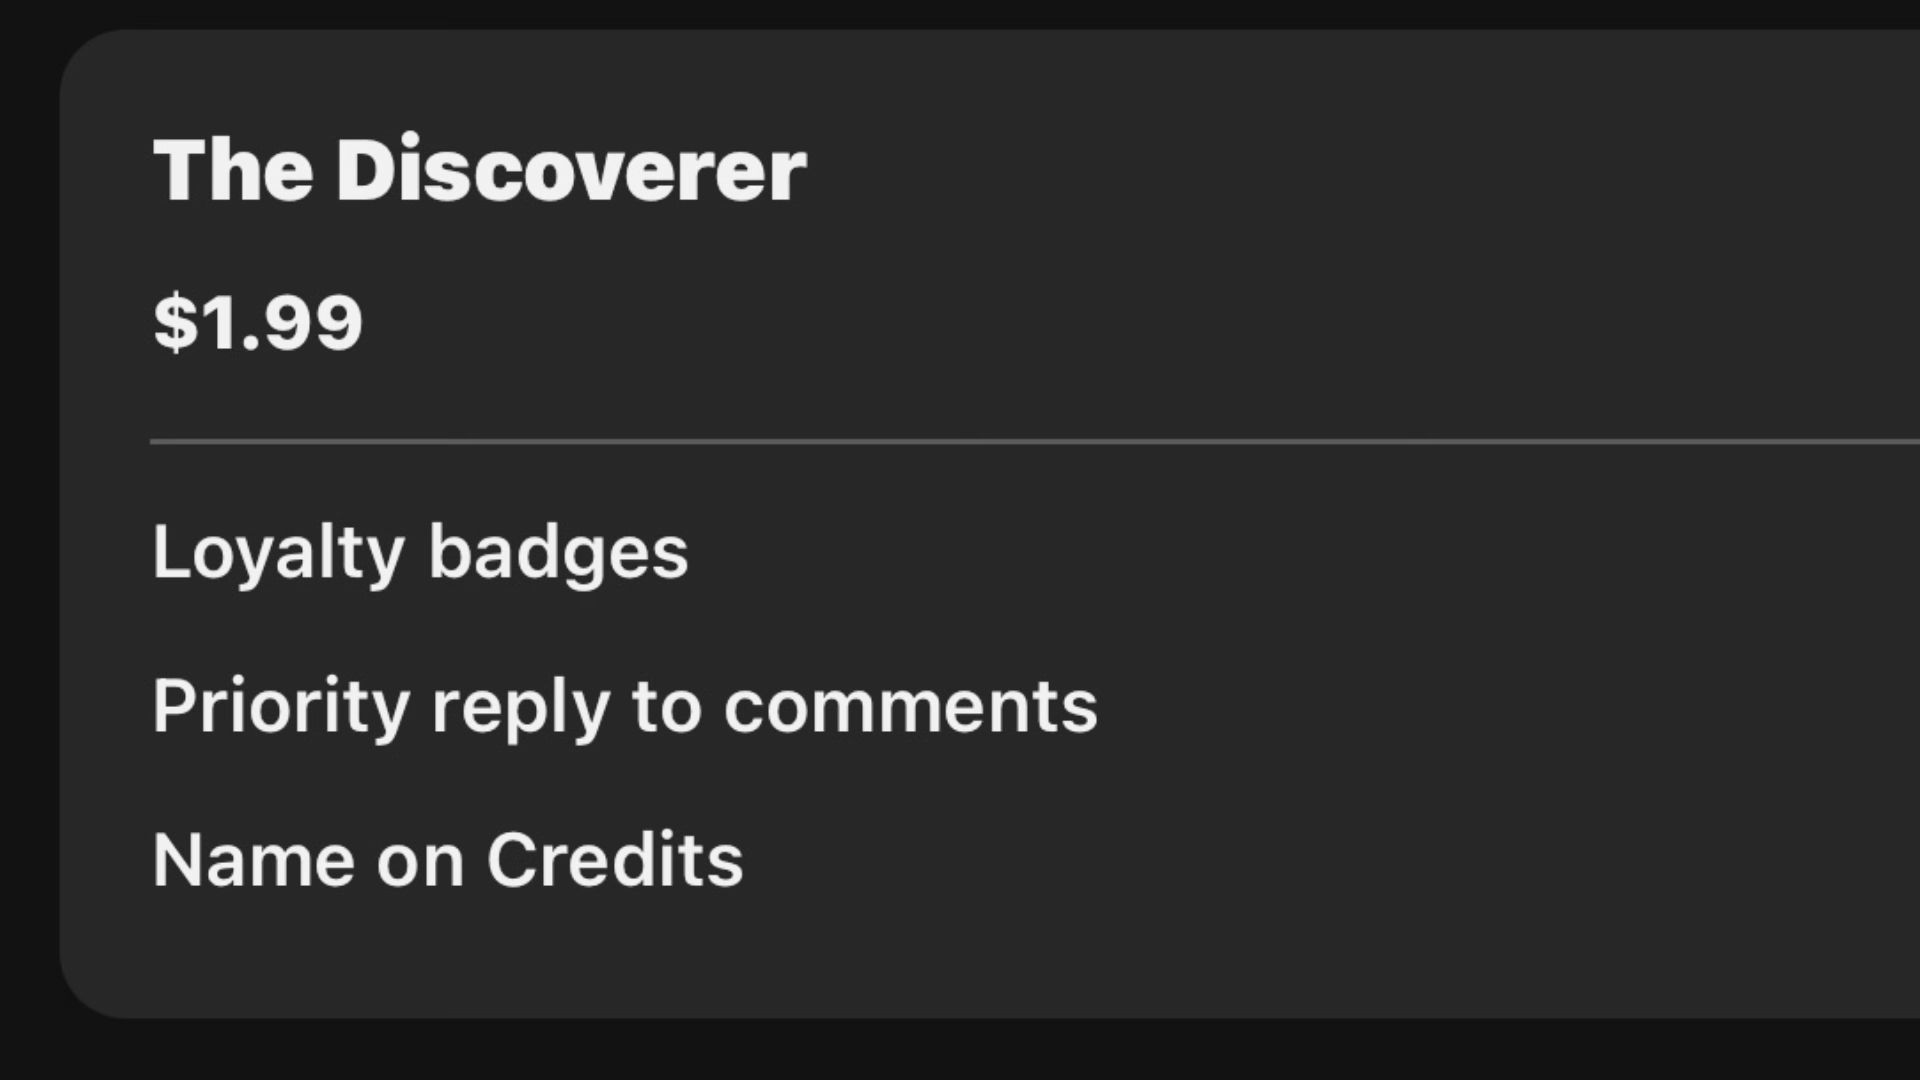 The Discoverer
$1.99
Loyalty badges
Priority reply to comments
Name on Credits